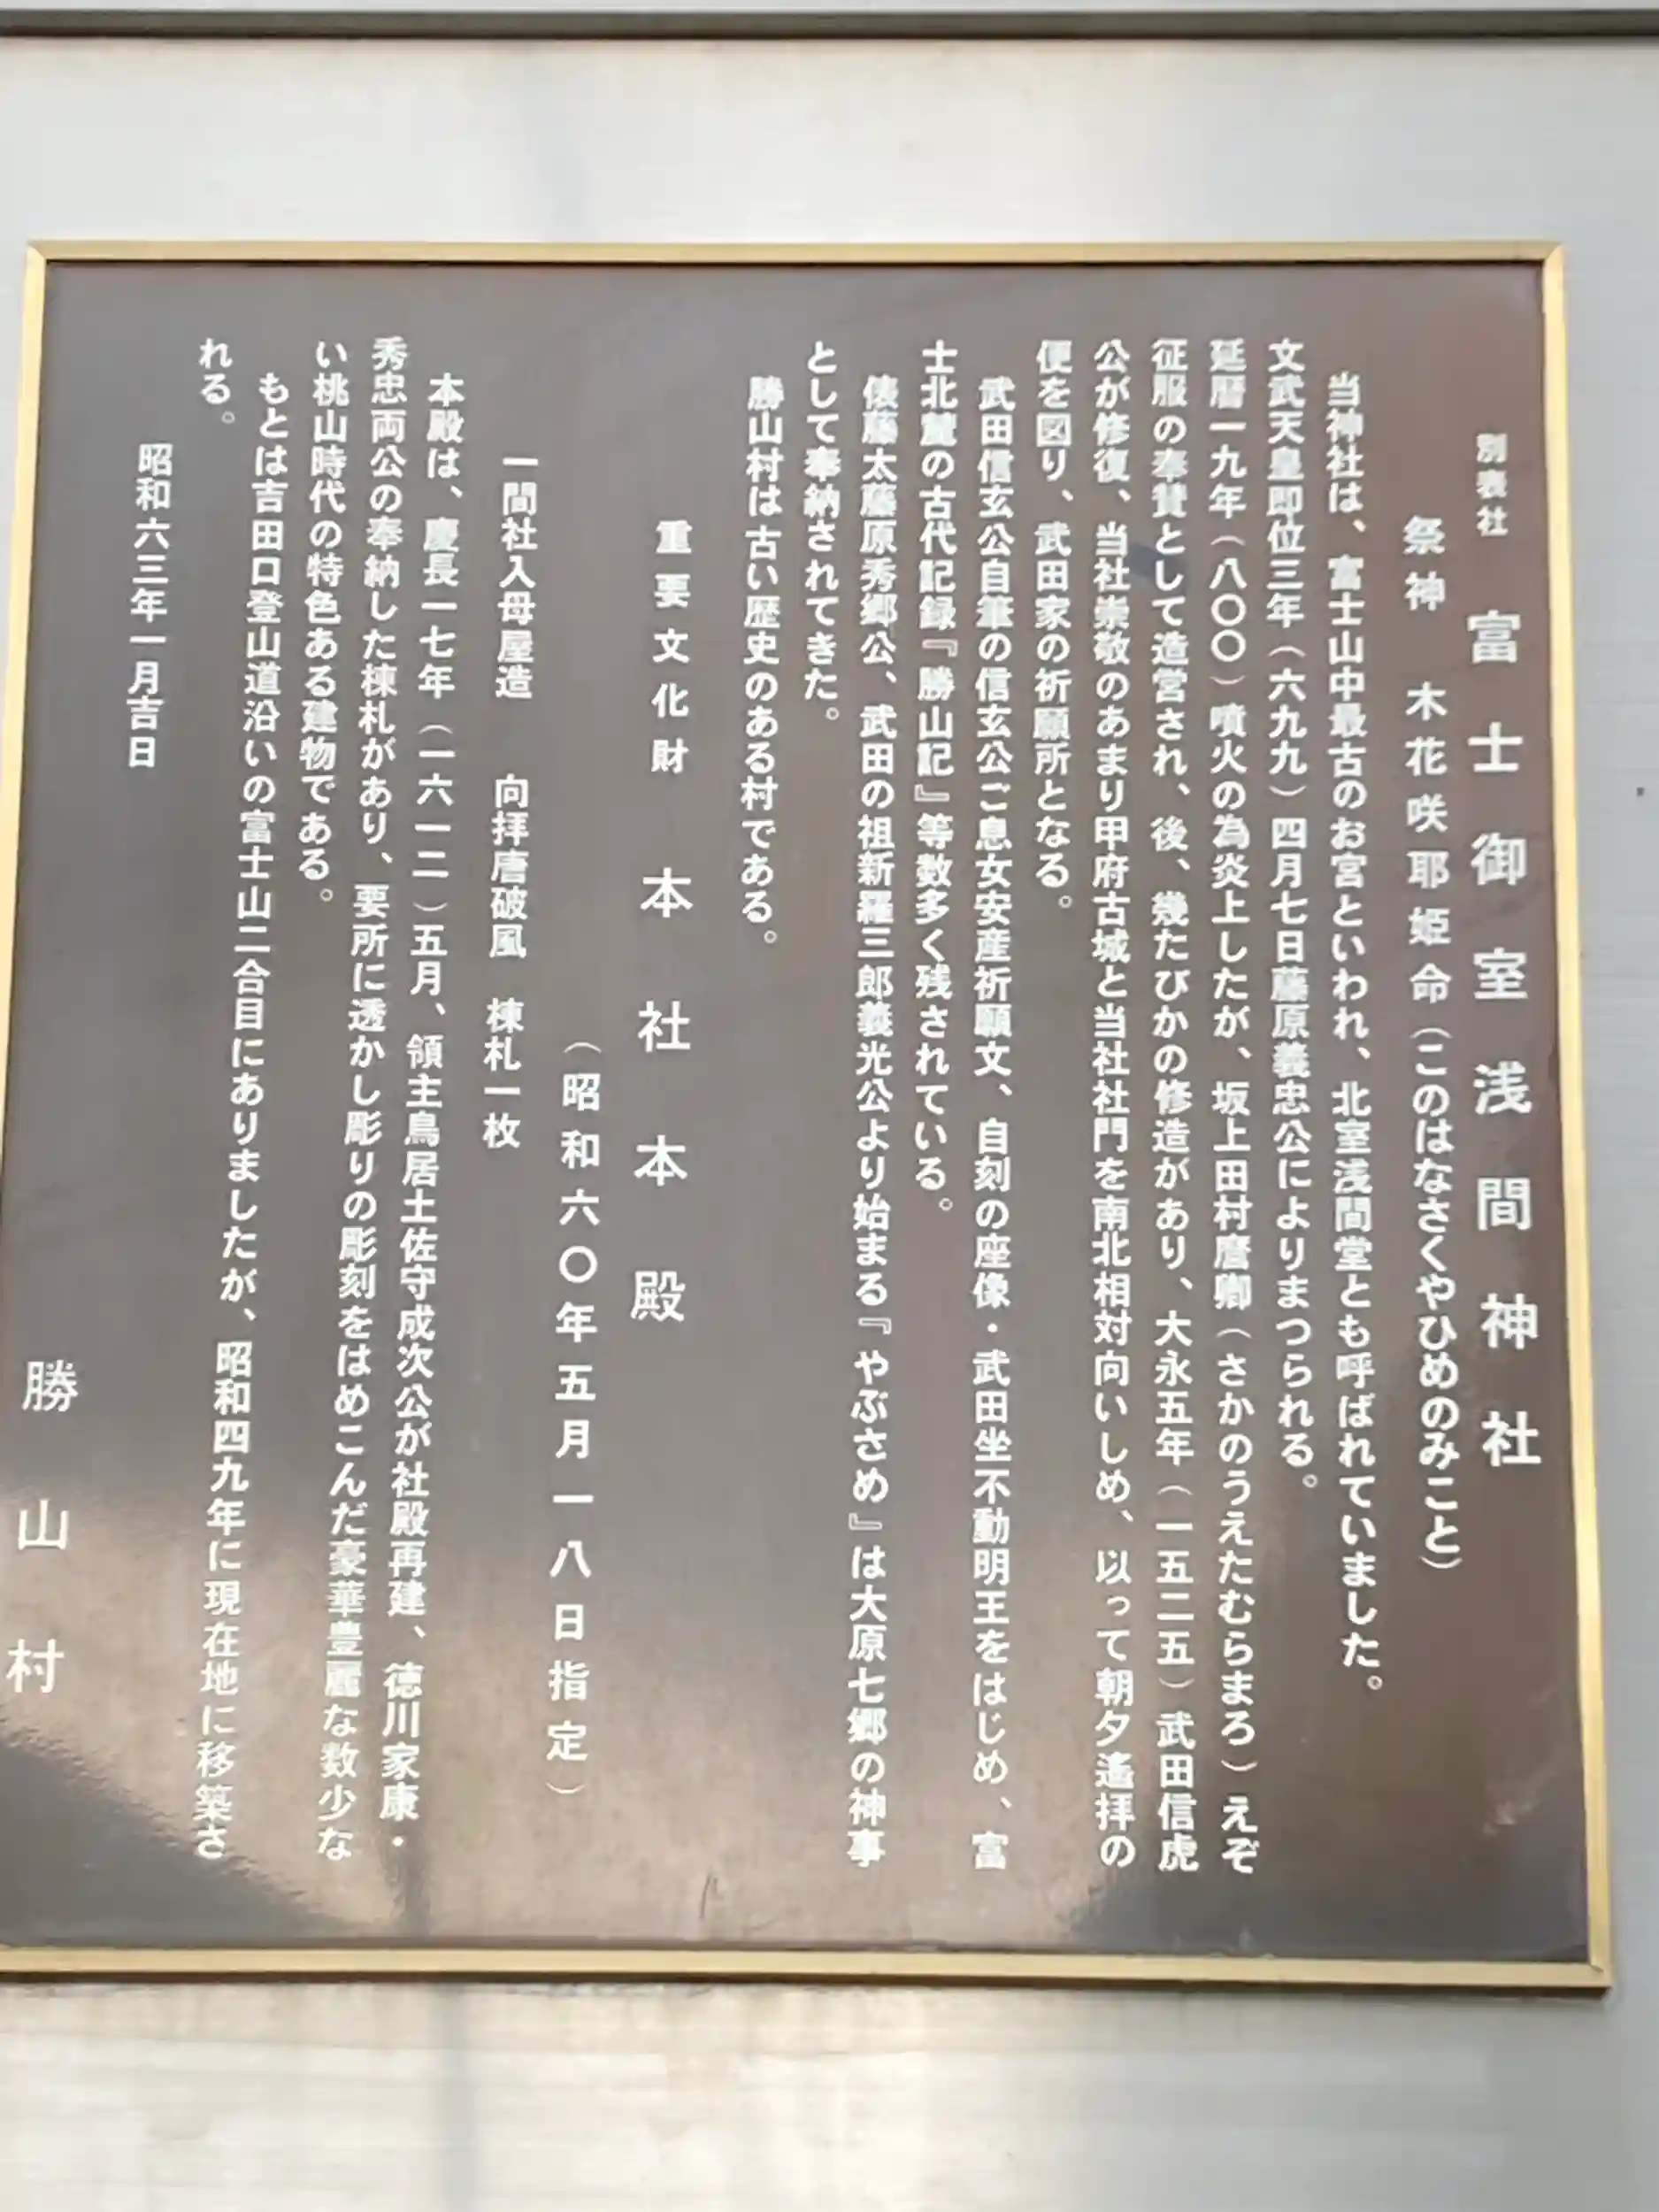 別表社 富士御室浅間神社
祭神 木花咲耶姫命(このはなさくやひめのみこと)
当神社は、富士山中最古のお宮といわれ、北室浅間堂とも呼ばれていました。
文武天皇即位三年(六九九)四月七日藤原義忠公によりまつられる。
延暦一九年(八〇〇)噴火の為炎上したが、坂上田村麿卿(さかのうえたむらまろ)えぞ
征服の奉賛として造営され、後、幾たびかの修造があり、大永五年(一五二五)武田信虎
公が修復、当社崇敬のあまり甲府古城と当社社門を南北相対向いしめ、以って朝夕遙拝の
便を図り、武田家の祈願所となる。
武田信玄公自筆の信玄公ご息女安産祈願文、自刻の座像・武田坐不動明王をはじめ、富
士北麓の古代記録『勝山記』等数多く残されている。
俵藤太藤原秀郷公、武田の祖新羅三郎義光公より始まる『やぶさめ』は大原七郷の神事
として奉納されてきた。
勝山村は古い歴史のある村である。
重要文化財 本社本殿
(昭和六〇年五月一八日指定)
一間社入母屋造 向拝唐破風 棟札一枚
本殿は、慶長一七年(一六一二)五月、領主鳥居土佐守成次公が社殿再建、徳川家康・
秀忠両公の奉納した棟札があり、要所に透かし彫りの彫刻をはめこんだ豪華豊麗な数少な
い桃山時代の特色ある建物である。
もとは吉田口登山道沿いの富士山二合目にありましたが、昭和四九年に現在地に移築さ
れる。
昭和六三年一月吉日
勝山村